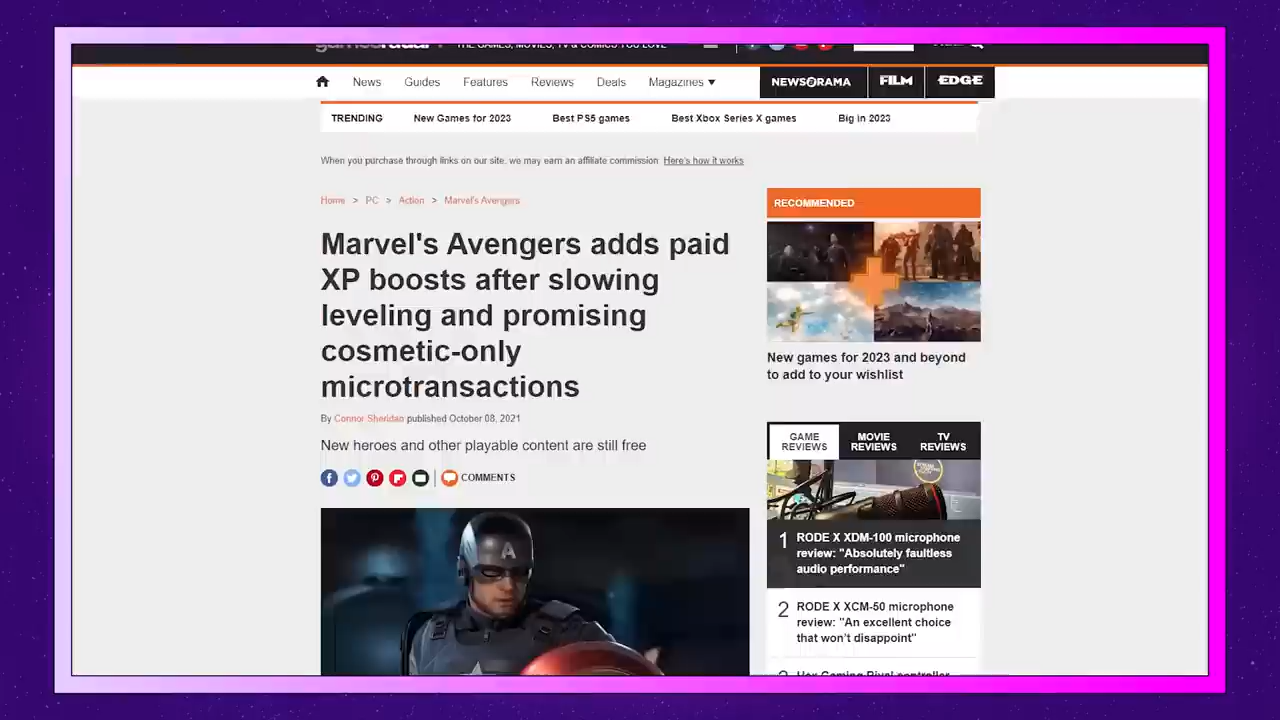 THE GAMES, MOVIES, TV & COMICS YOU LOVE
News Guides Features Reviews Deals Magazines ▼ NEWSARAMA FILM EDGE
TRENDING New Games for 2023 Best PS5 games Best Xbox Series X games Big in 2023
When you purchase through links on our site, we may earn an affiliate commission. Here's how it works
Home > PC > Action > Marvel's Avengers
Marvel's Avengers adds paid
XP boosts after slowing
leveling and promising
cosmetic-only
microtransactions
By Connor Sheridan published October 08, 2021
New heroes and other playable content are still free
COMMENTS
A
RECOMMENDED
New games for 2023 and beyond
to add to your wishlist
GAME
REVIEWS
MOVIE
REVIEWS
TV
REVIEWS
1 RODE X XDM-100 microphone
review: "Absolutely faultless
audio performance"
2 RODE X XCM-50 microphone
review: "An excellent choice
that won't disappoint"